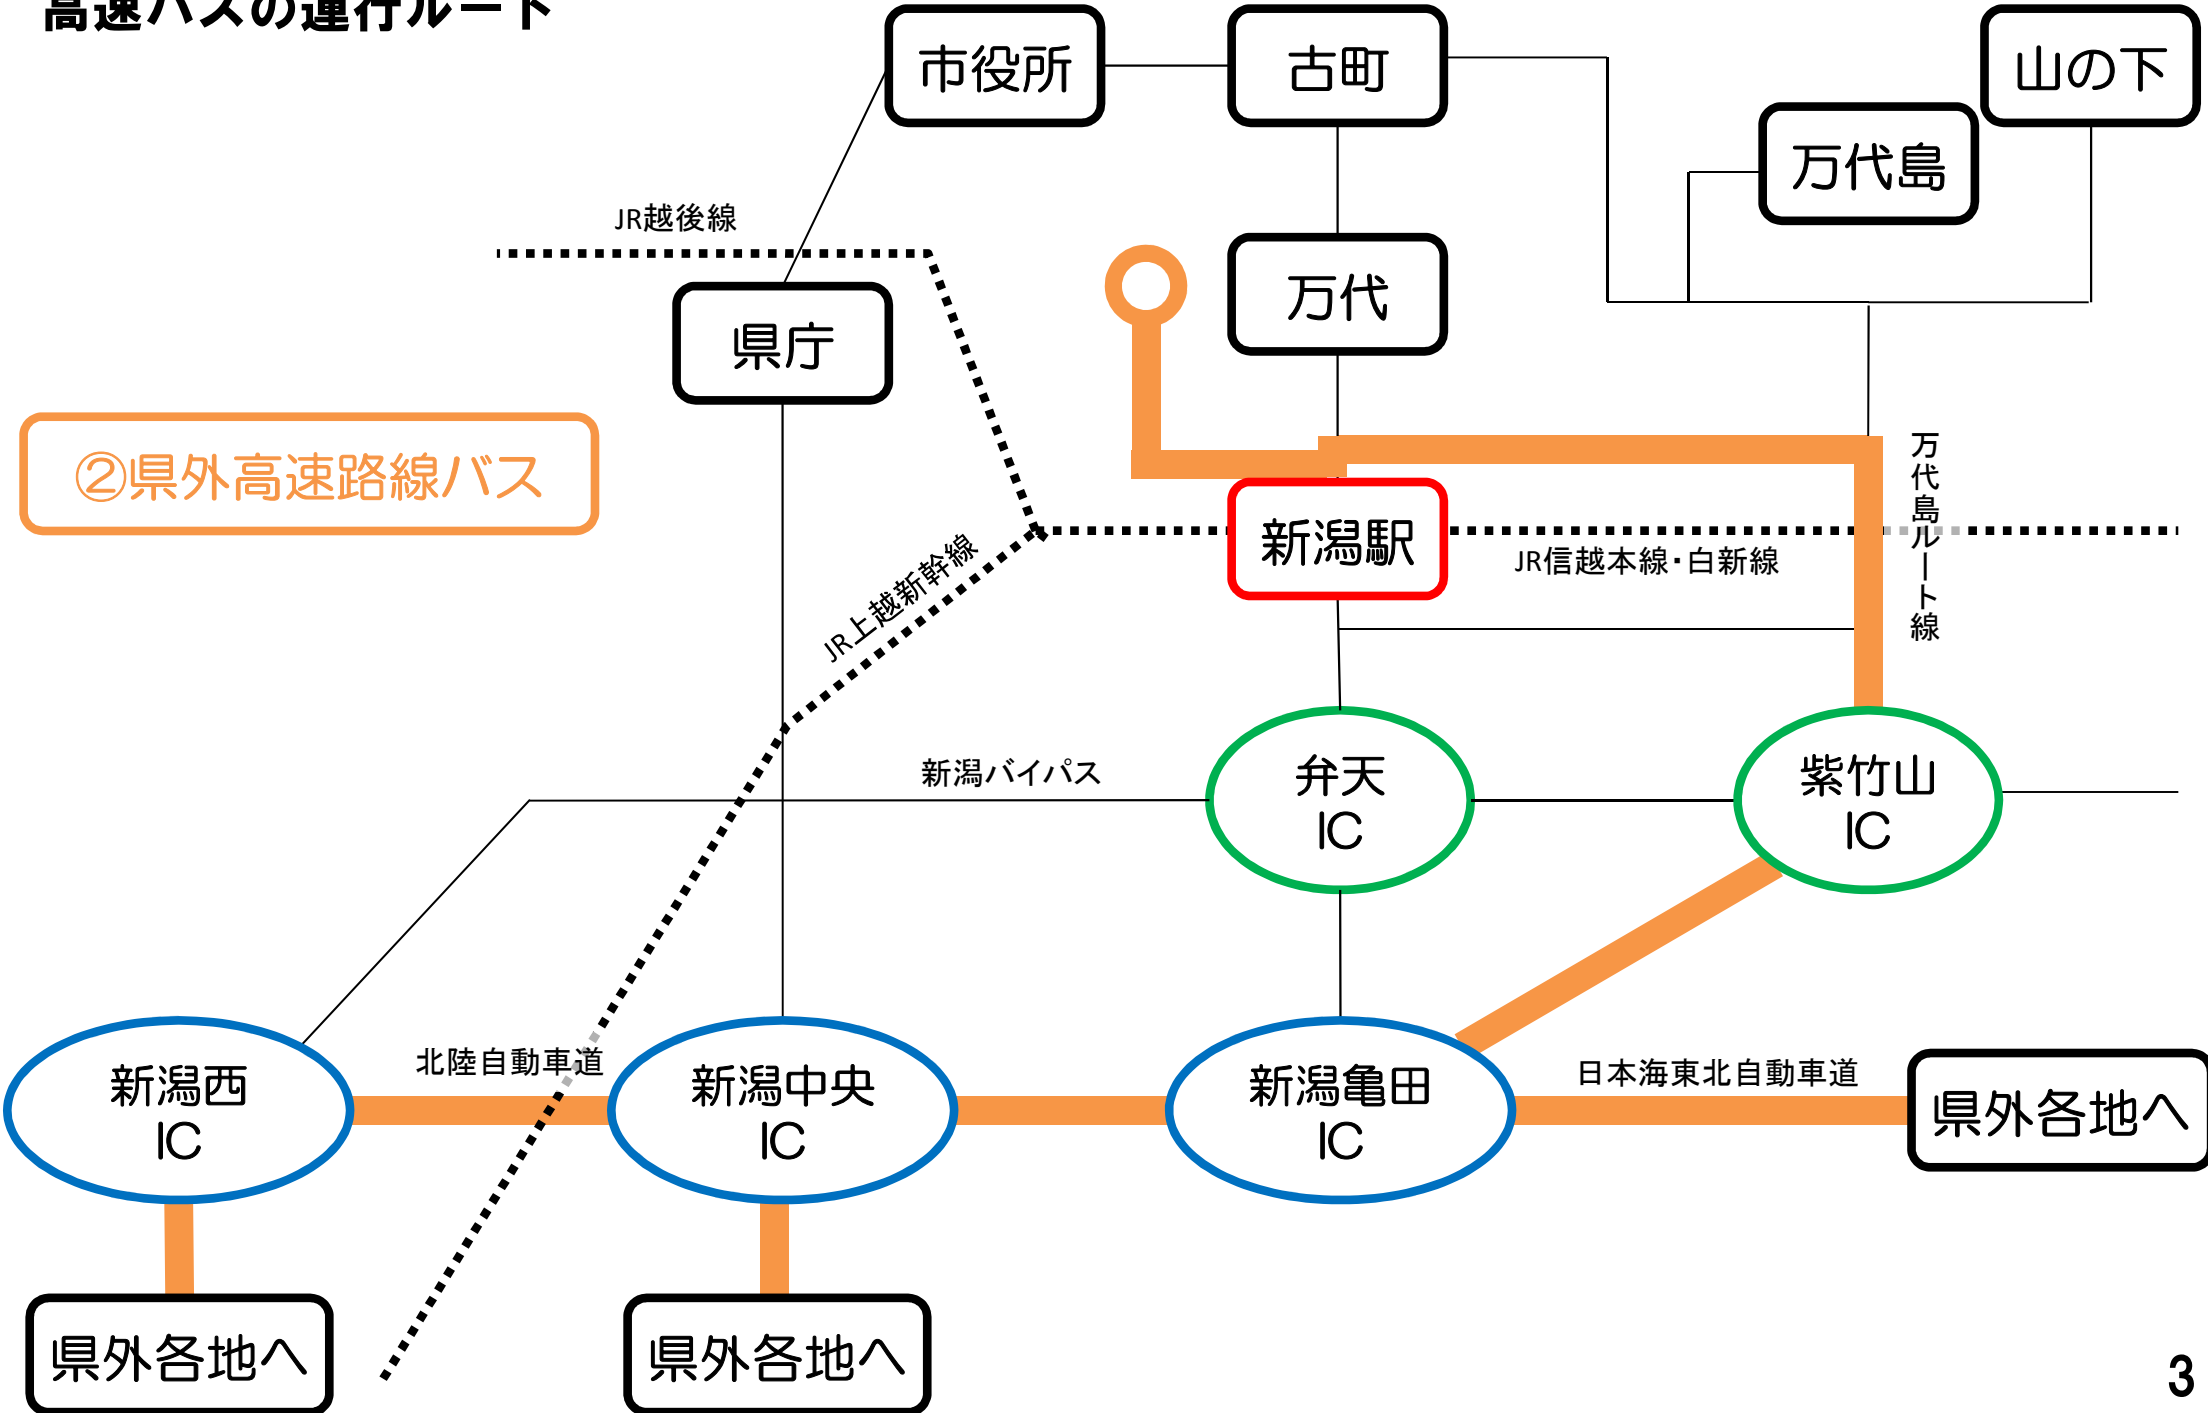 高速バスの運行ルート
市役所
古町
山の下
万代島
JR越後線
万代
県庁
②県外高速路線バス
万代島ルート線
新潟駅
JR信越本線・白新線
JR上越新幹線
新潟バイパス
弁天
IC
紫竹山
IC
北陸自動車道
日本海東北自動車道
新潟西
IC
新潟中央
IC
新潟亀田
IC
県外各地へ
県外各地へ
県外各地へ
3